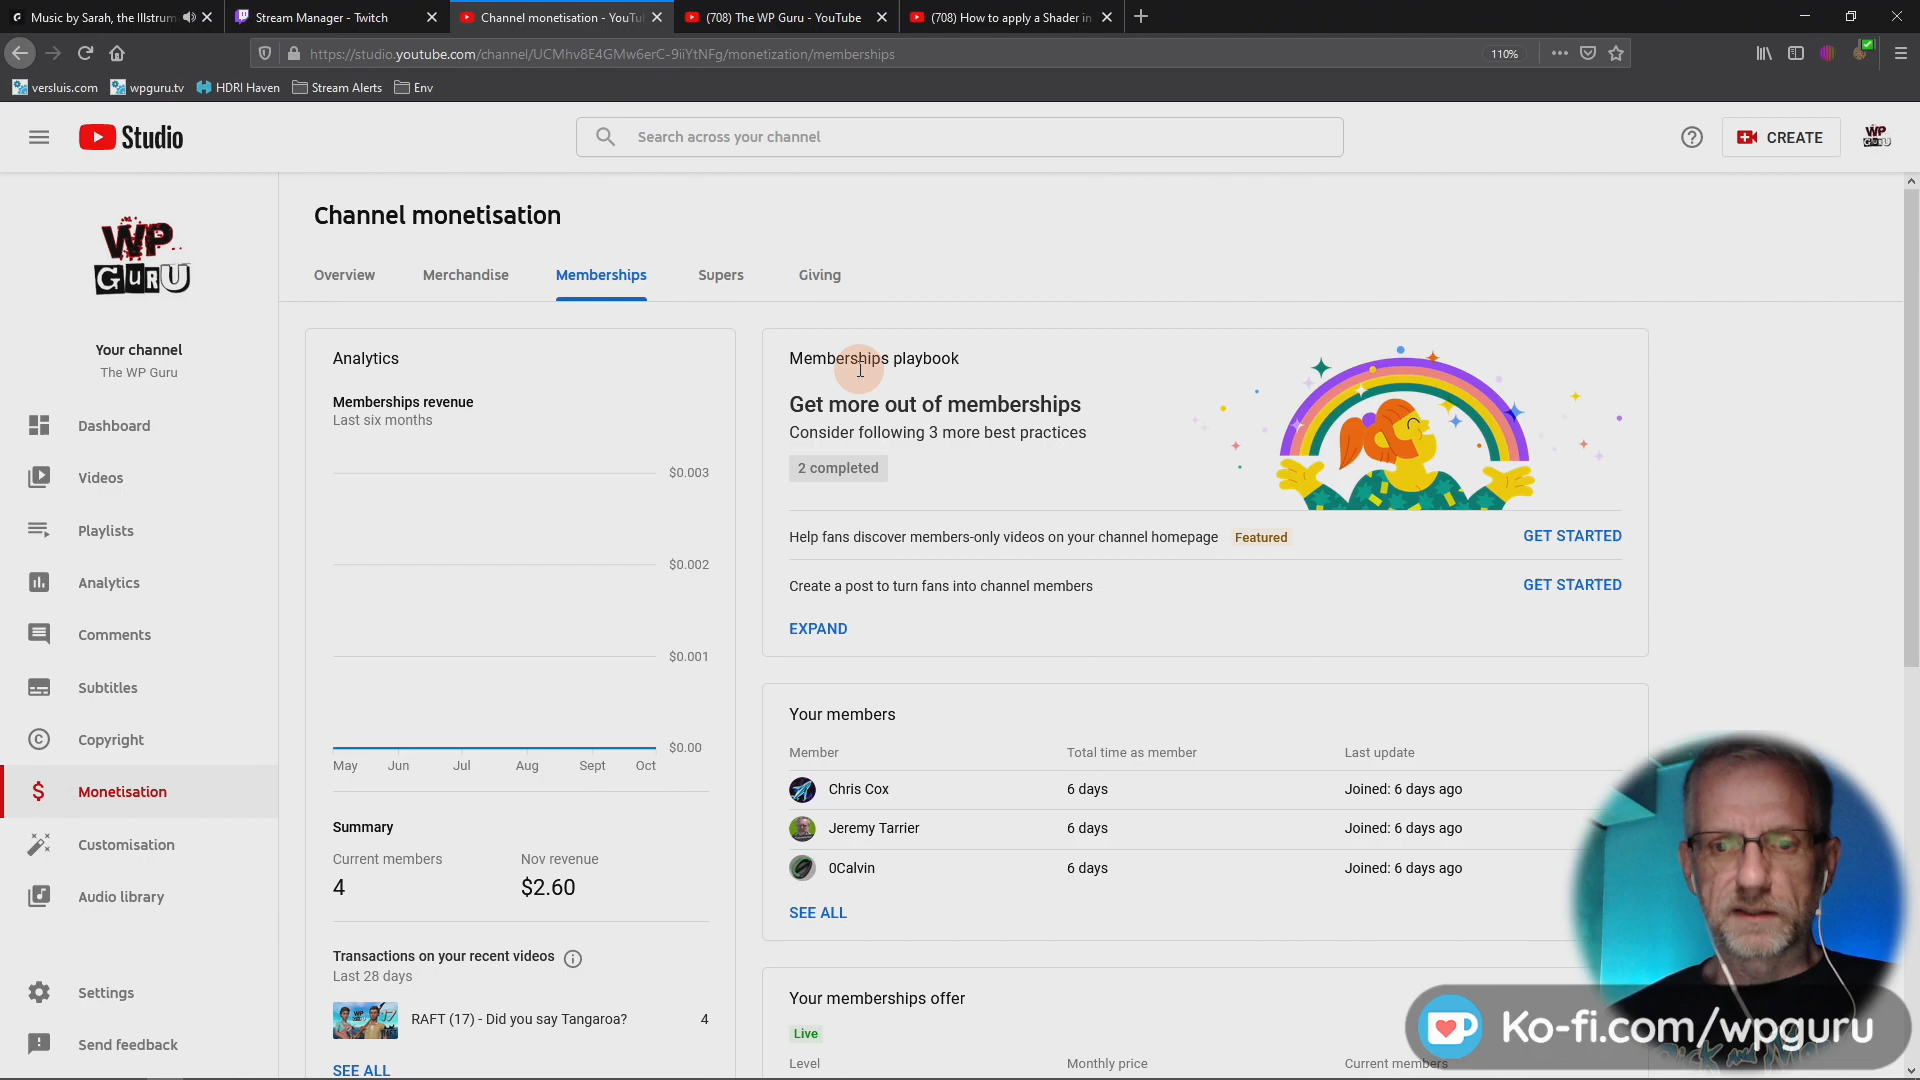 Music by Sarah, the Illstrum
Stream Manager - Twitch
Channel monetisation - YouTu
(708) The WP Guru - YouTube
(708) How to apply a Shader in
https://studio.youtube.com/channel/UCMhv8E4GMw6erC-9iiYtNFg/monetization/memberships
110%
versluis.com
wpguru.tv
HDRI Haven
Stream Alerts
Env
Studio
Search across your channel
CREATE
WP
GURU
Channel monetisation
WP
GURU
Overview
Merchandise
Memberships
Supers
Giving
Your channel
The WP Guru
Dashboard
Videos
Playlists
Analytics
Comments
Subtitles
Copyright
Monetisation
Customisation
Audio library
Settings
Send feedback
Analytics
Memberships revenue
Last six months
$0.003
$0.002
$0.001
$0.00
May Jun Jul Aug Sept Oct
Summary
Current members Nov revenue
4 $2.60
Transactions on your recent videos
Last 28 days
RAFT (17) - Did you say Tangaroa? 4
SEE ALL
Memberships playbook
Get more out of memberships
Consider following 3 more best practices
2 completed
Help fans discover members-only videos on your channel homepage Featured GET STARTED
Create a post to turn fans into channel members GET STARTED
EXPAND
Your members
Member Total time as member Last update
Chris Cox 6 days Joined: 6 days ago
Jeremy Tarrier 6 days Joined: 6 days ago
0Calvin 6 days Joined: 6 days ago
SEE ALL
Your memberships offer
Live
Level Monthly price Current members
Ko-fi.com/wpguru